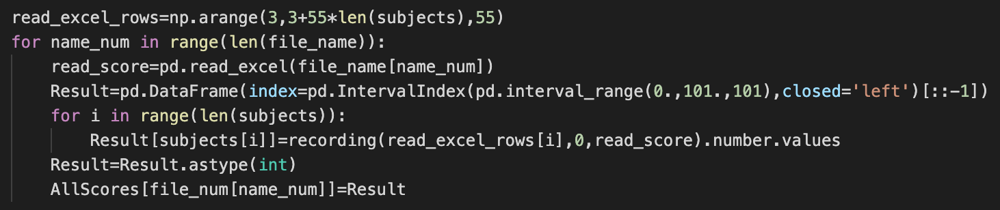 read_excel_rows=np.arange(3,3+55*len(subjects),55)
for name_num in range(len(file_name)):
    read_score=pd.read_excel(file_name[name_num])
    Result=pd.DataFrame(index=pd.IntervalIndex(pd.interval_range(0.,101.,101),closed='left')[::-1])
    for i in range(len(subjects)):
        Result[subjects[i]]=recording(read_excel_rows[i],0,read_score).number.values
    Result=Result.astype(int)
    AllScores[file_num[name_num]]=Result